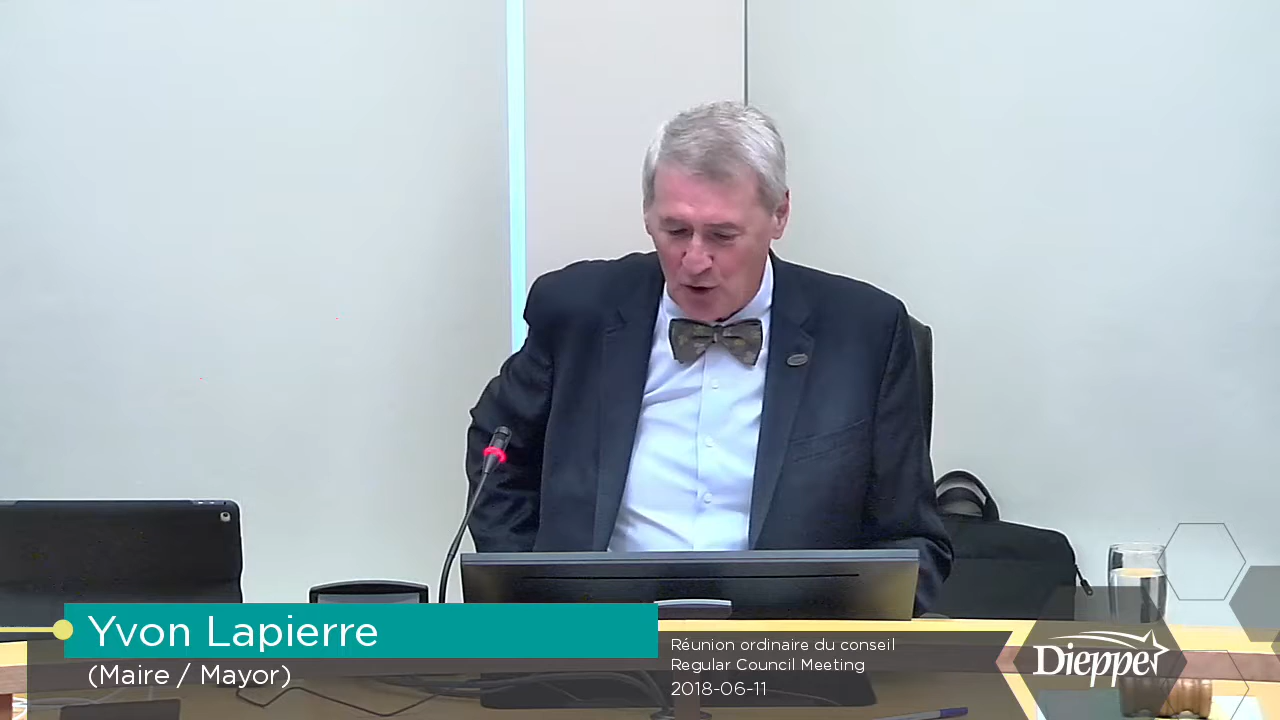 Yvon Lapierre
(Maire / Mayor)
Réunion ordinaire du conseil
Regular Council Meeting
2018-06-11
Dieppe